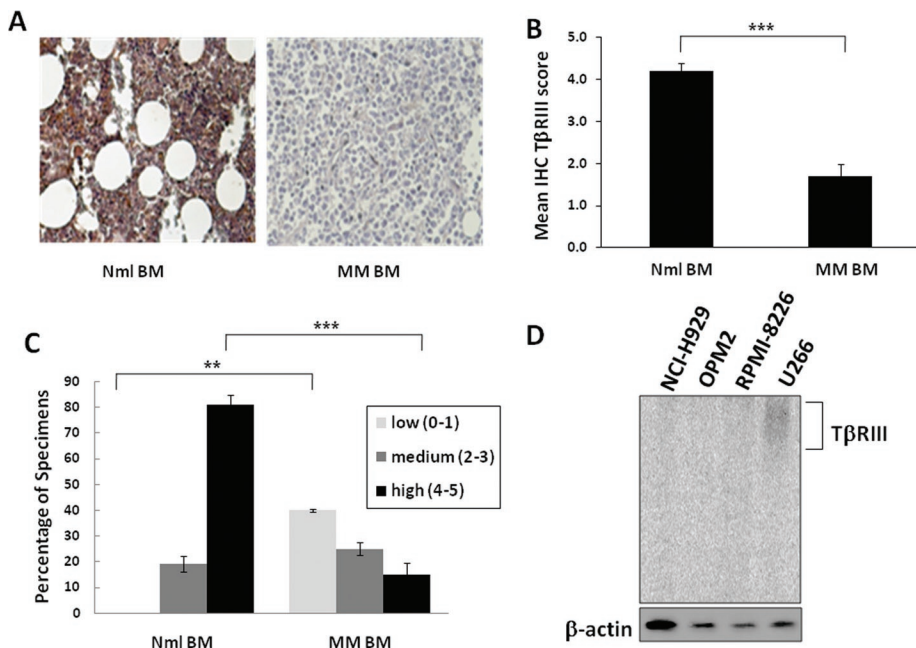 A
Nml BM
MM BM
B
***
5.0
4.0
3.0
2.0
1.0
0.0
Mean IHC TβRIII score
Nml BM
MM BM
C
***
**
90
80
70
60
50
40
30
20
10
0
Percentage of Specimens
low (0-1)
medium (2-3)
high (4-5)
Nml BM
MM BM
D
NCI-H929
OPM2
RPMI-8226
U266
TβRIII
β-actin